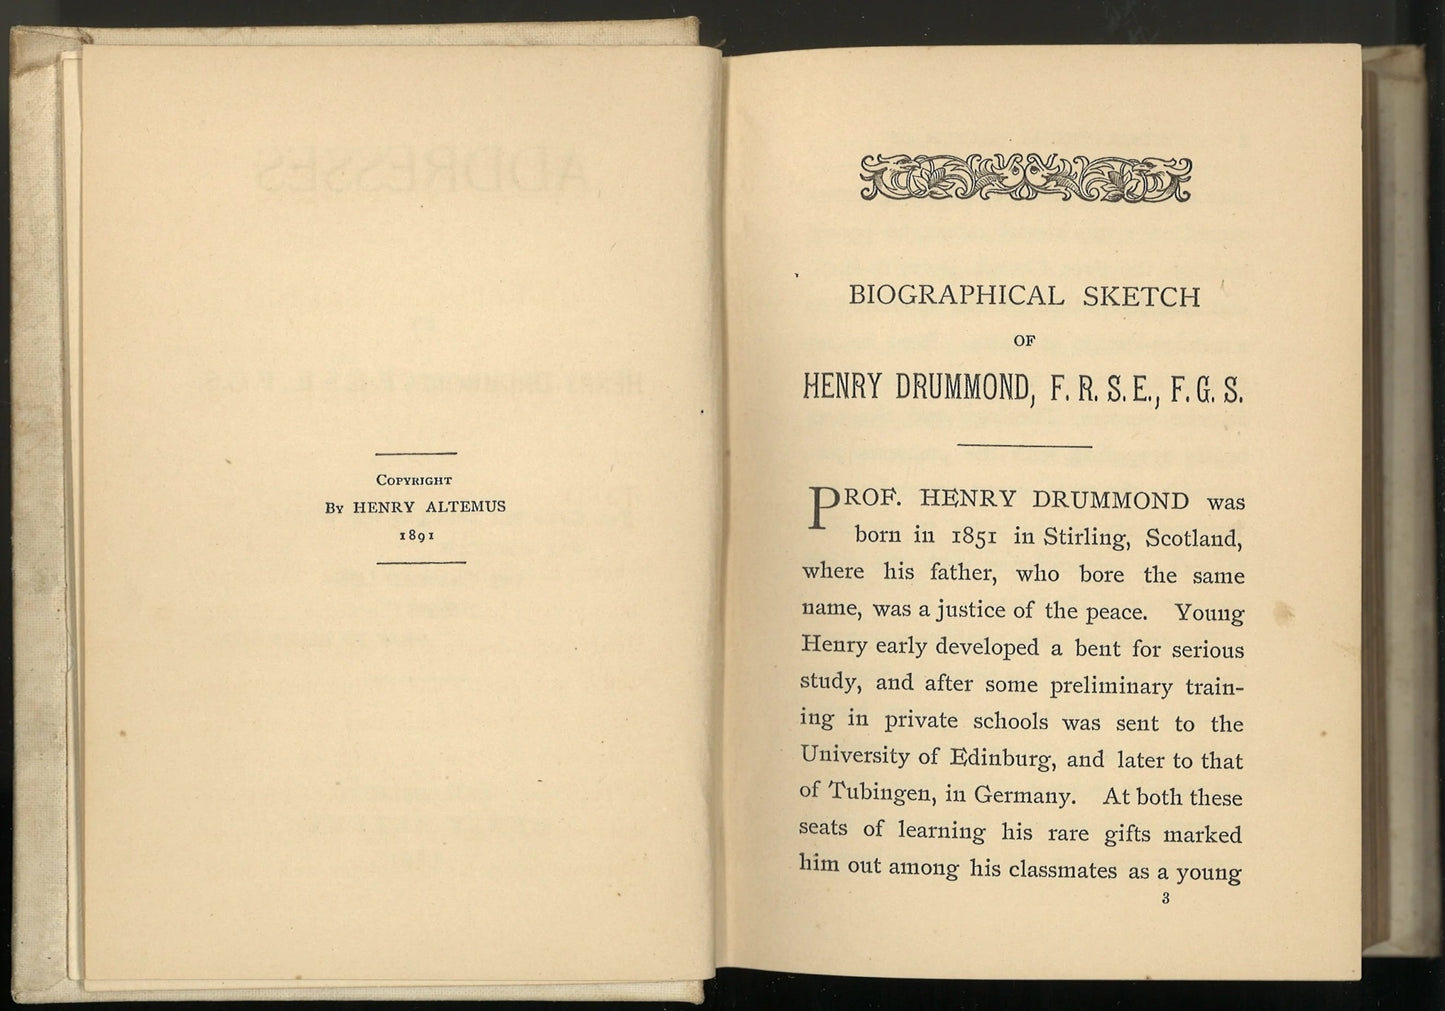 COPYRIGHT
BY HENRY ALTEMUS
1891
BIOGRAPHICAL SKETCH
OF
HENRY DRUMMOND, F. R. S. E., F. G. S.
PROF. HENRY DRUMMOND was
born in 1851 in Stirling, Scotland,
where his father, who bore the same
name, was a justice of the peace. Young
Henry early developed a bent for serious
study, and after some preliminary train-
ing in private schools was sent to the
University of Edinburg, and later to that
of Tubingen, in Germany. At both these
seats of learning his rare gifts marked
him out among his classmates as a young
3